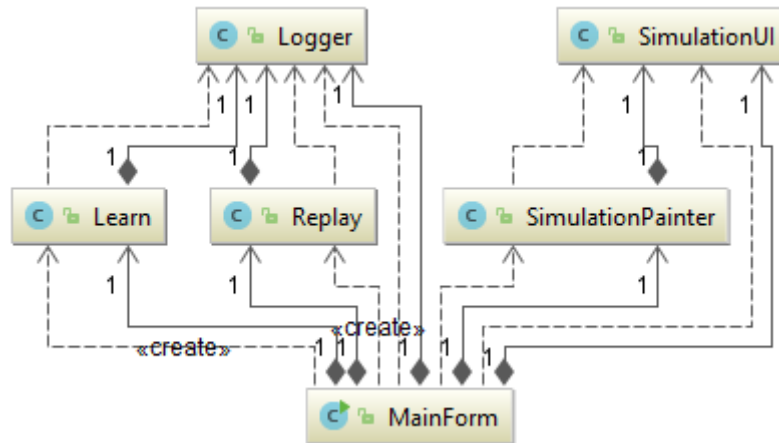 C Logger
C SimulationUI
1
1 1
1
1
1 1
1
C Learn
C Replay
C SimulationPainter
1
1
1
«create»
«create»
1 1
1
1
1
C MainForm